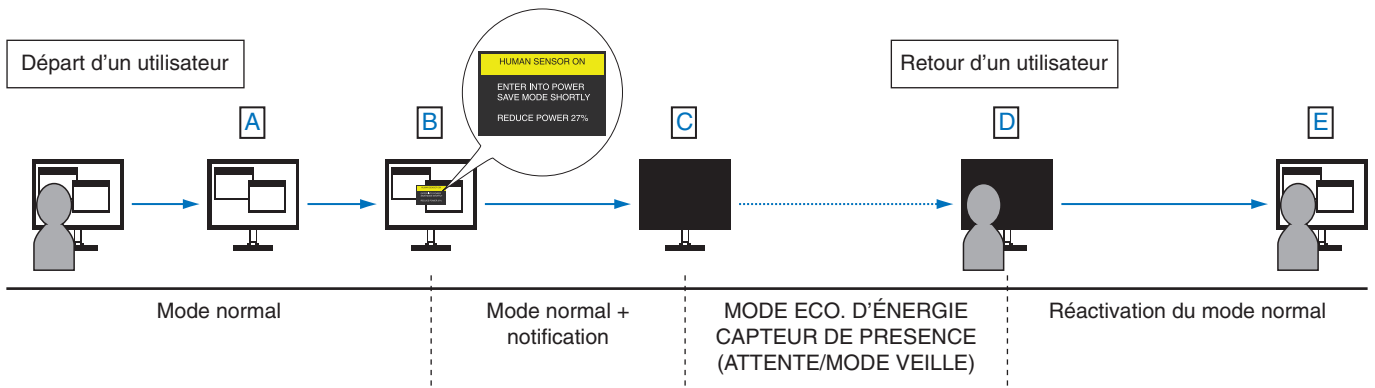 Départ d’un utilisateur
HUMAN SENSOR ON
ENTER INTO POWER
SAVE MODE SHORTLY
REDUCE POWER 27%
Retour d’un utilisateur
A
B
C
D
E
Mode normal
Mode normal +
notification
MODE ECO. D’ÉNERGIE
CAPTEUR DE PRESENCE
(ATTENTE/MODE VEILLE)
Réactivation du mode normal